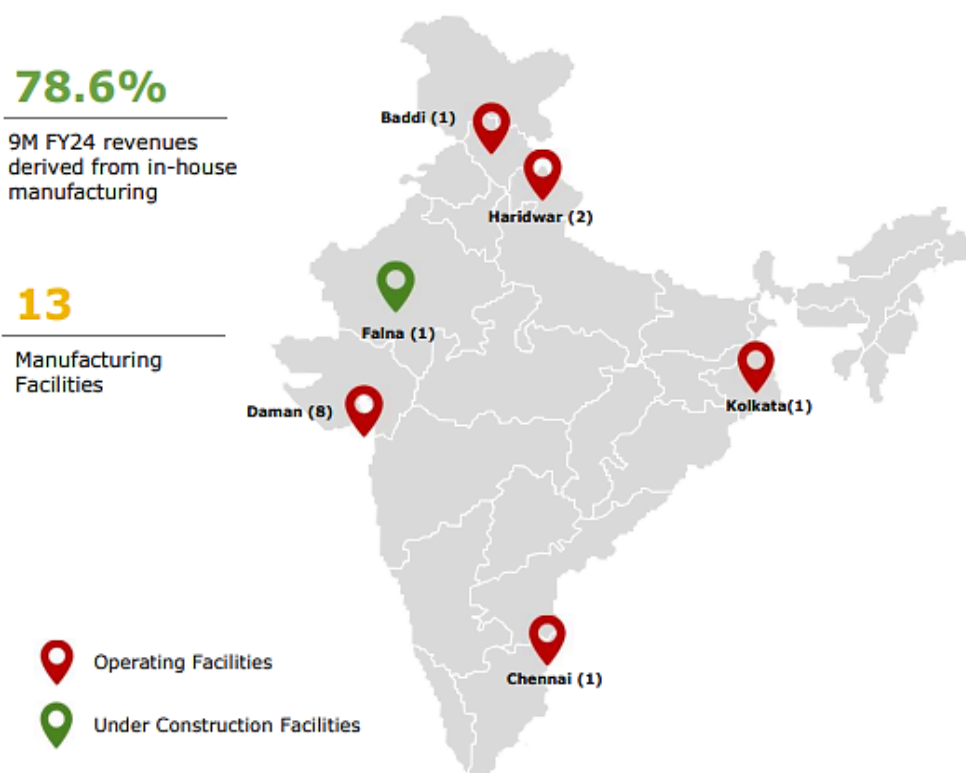 78.6%
9M FY24 revenues
derived from in-house
manufacturing
13
Manufacturing
Facilities
Baddi (1)
Haridwar (2)
Falna (1)
Daman (8)
Kolkata(1)
Chennai (1)
Operating Facilities
Under Construction Facilities